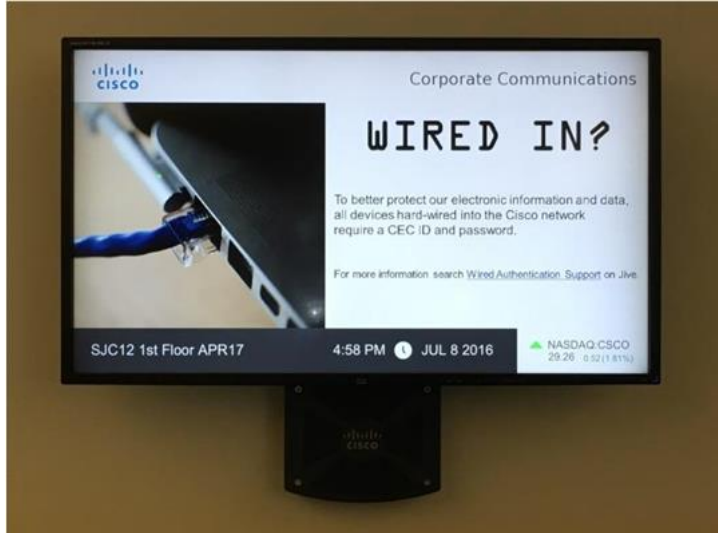 CISCO
Corporate Communications
WIRED IN?
To better protect our electronic information and data,
all devices hard-wired into the Cisco network
require a CEC ID and password.
For more information search Wired Authentication Support on Jive
SJC12 1st Floor APR17
4:58 PM JUL 8 2016
NASDAQ:CSCO
29.26 0.52 (1.81%)
CISCO